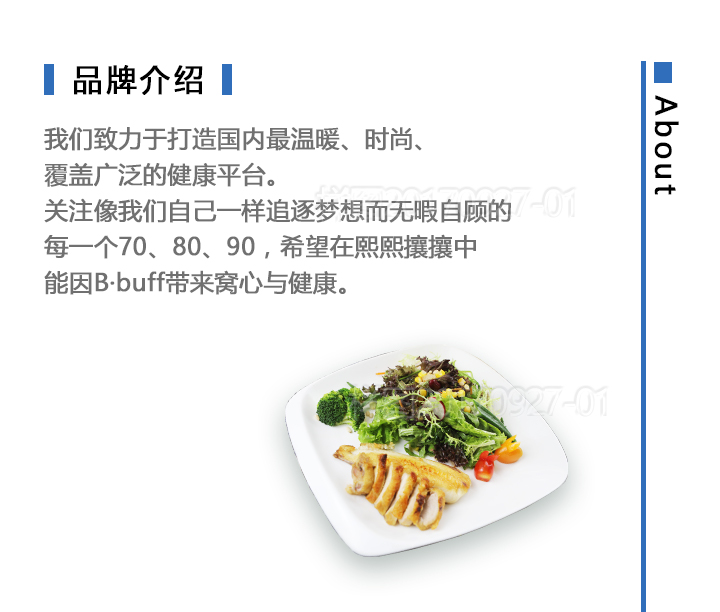 品牌介绍
我们致力于打造国内最温暖、时尚、
覆盖广泛的健康平台。
关注像我们自己一样追逐梦想而无暇自顾的
每一个70、80、90，希望在熙熙攘攘中
能因B·buff带来窝心与健康。
About